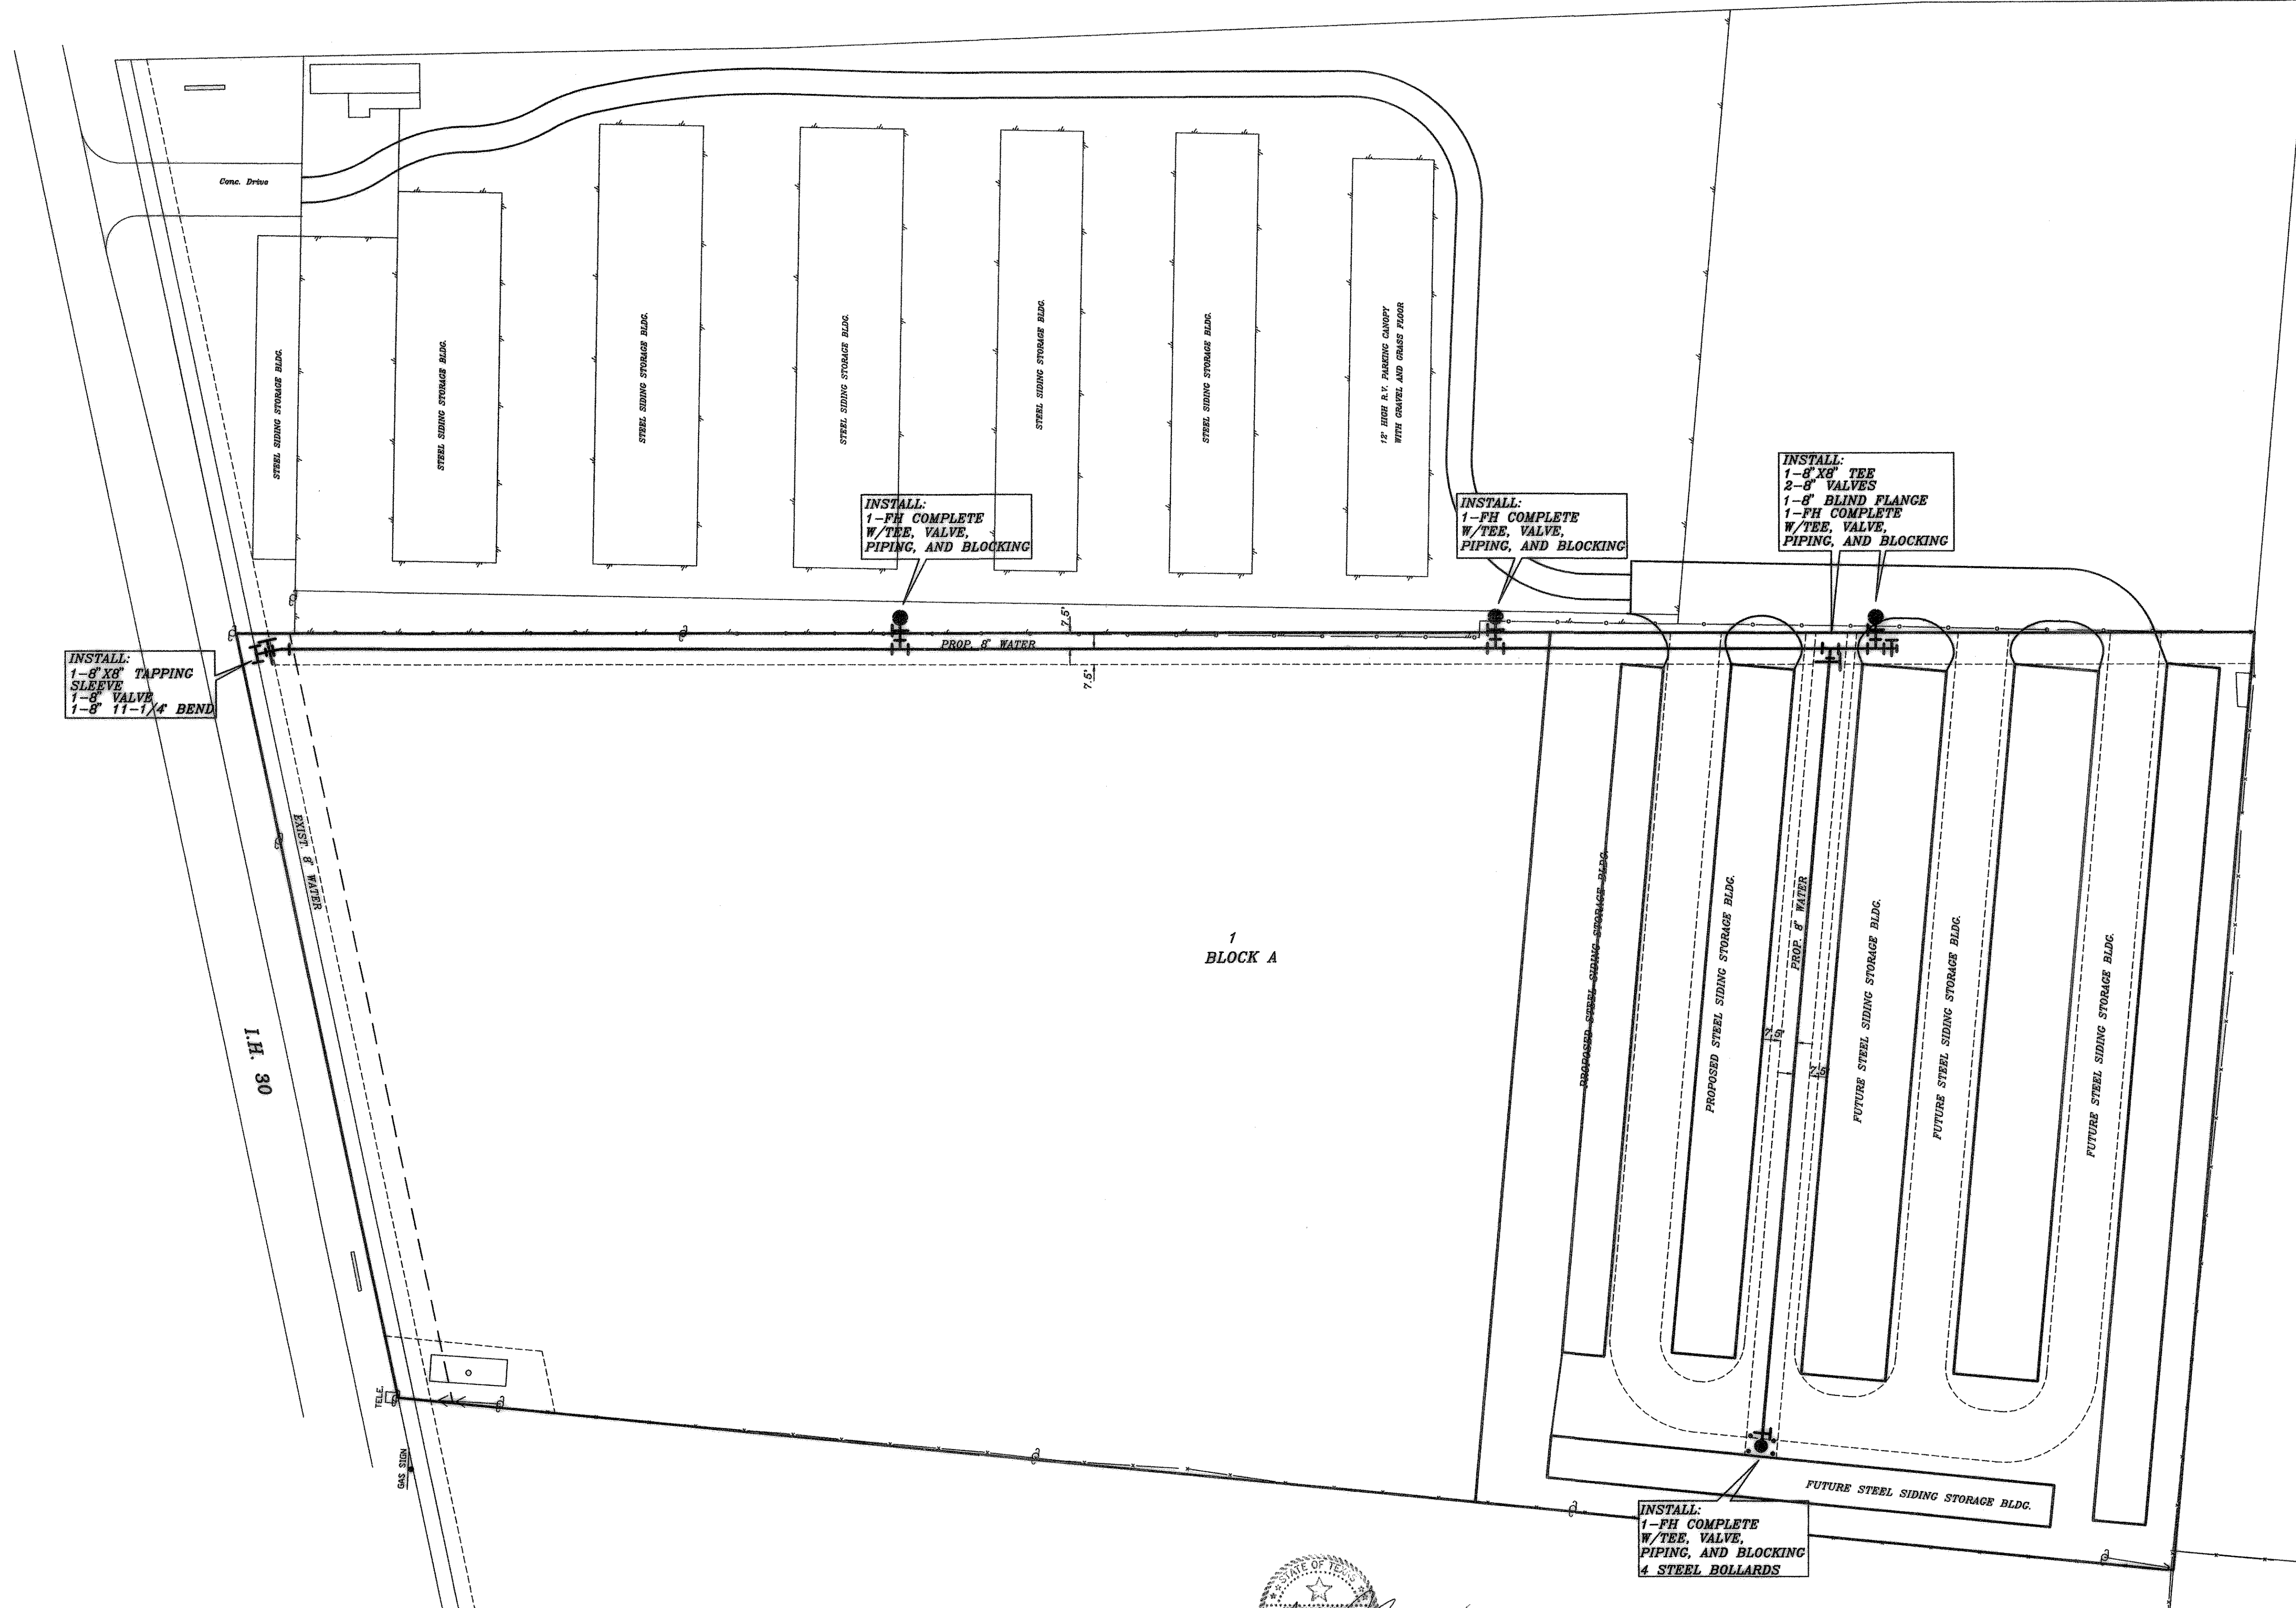 Conc. Drive
STEEL SIDING STORAGE BLDG.
STEEL SIDING STORAGE BLDG.
STEEL SIDING STORAGE BLDG.
STEEL SIDING STORAGE BLDG.
STEEL SIDING STORAGE BLDG.
STEEL SIDING STORAGE BLDG.
12' HIGH R.V. PARKING CANOPY
WITH GRAVEL AND GRASS FLOOR
INSTALL:
1-FH COMPLETE
W/TEE, VALVE,
PIPING, AND BLOCKING
INSTALL:
1-FH COMPLETE
W/TEE, VALVE,
PIPING, AND BLOCKING
INSTALL:
1-8"X8" TEE
2-8" VALVES
1-8" BLIND FLANGE
1-FH COMPLETE
W/TEE, VALVE,
PIPING, AND BLOCKING
7.5'
PROP. 8" WATER
7.5'
INSTALL:
1-8"X8" TAPPING
SLEEVE
1-8" VALVE
1-8" 11-1/4° BEND
EXIST. 8" WATER
I.H. 30
1
BLOCK A
PROPOSED STEEL SIDING STORAGE BLDG.
PROPOSED STEEL SIDING STORAGE BLDG.
PROP. 8" WATER
7.5'
7.5'
FUTURE STEEL SIDING STORAGE BLDG.
FUTURE STEEL SIDING STORAGE BLDG.
FUTURE STEEL SIDING STORAGE BLDG.
TELE.
GAS SIGN
FUTURE STEEL SIDING STORAGE BLDG.
INSTALL:
1-FH COMPLETE
W/TEE, VALVE,
PIPING, AND BLOCKING
4 STEEL BOLLARDS
STATE OF TEXAS